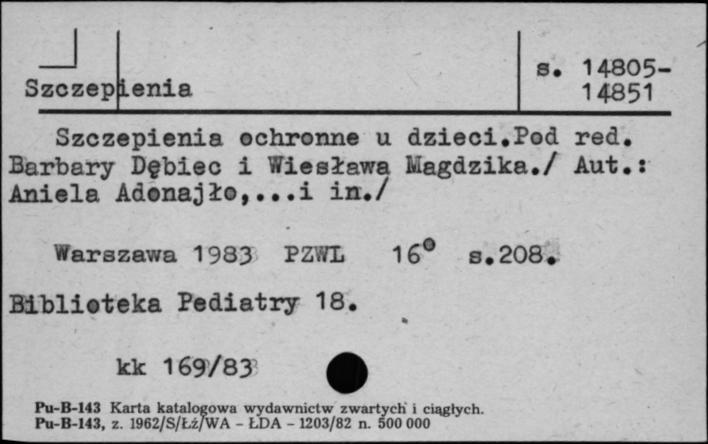 Szczepienia
s. 14805-
14851
Szczepienia ochronne u dzieci.Pod red.
Barbary Dębiec i Wiesława Magdzika./ Aut.:
Aniela Adonajło,...i in./
Warszawa 1983 PZWL 16° s.208.
Biblioteka Pediatry 18.
kk 169/83
Pu-B-143 Karta katalogowa wydawnictw zwartych i ciągłych.
Pu-B-143, z. 1962/S/Łź/WA - ŁDA - 1203/82 n. 500 000